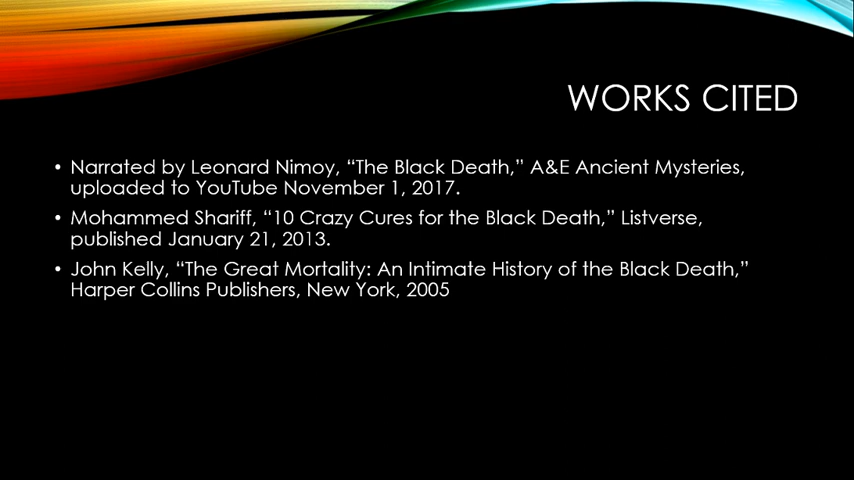 WORKS CITED
• Narrated by Leonard Nimoy, “The Black Death,” A&E Ancient Mysteries,
uploaded to YouTube November 1, 2017.
• Mohammed Shariff, “10 Crazy Cures for the Black Death,” Listverse,
published January 21, 2013.
• John Kelly, “The Great Mortality: An Intimate History of the Black Death,”
Harper Collins Publishers, New York, 2005